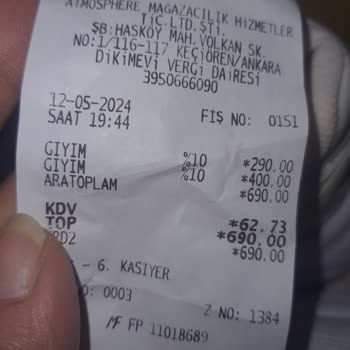 ATMOSPHERE MAĞAZACILIK HİZMETLER
TİC.LTD.ŞTİ.
ŞB:HASKÖY MAH.VOLKAN SK.
NO:1/116-117 KEÇİÖREN/ANKARA
DİKİMEVİ VERGİ DAİRESİ
3950666090
12-05-2024
SAAT 19:44 FİŞ NO: 0151
GİYİM %10 *290.00
GİYİM %10 *400.00
ARATOPLAM *690.00
KDV *62.73
TOP *690.00
RD2 *690.00
- 6. KASİYER
O: 0003 Z NO: 1384
MF FP 11018689